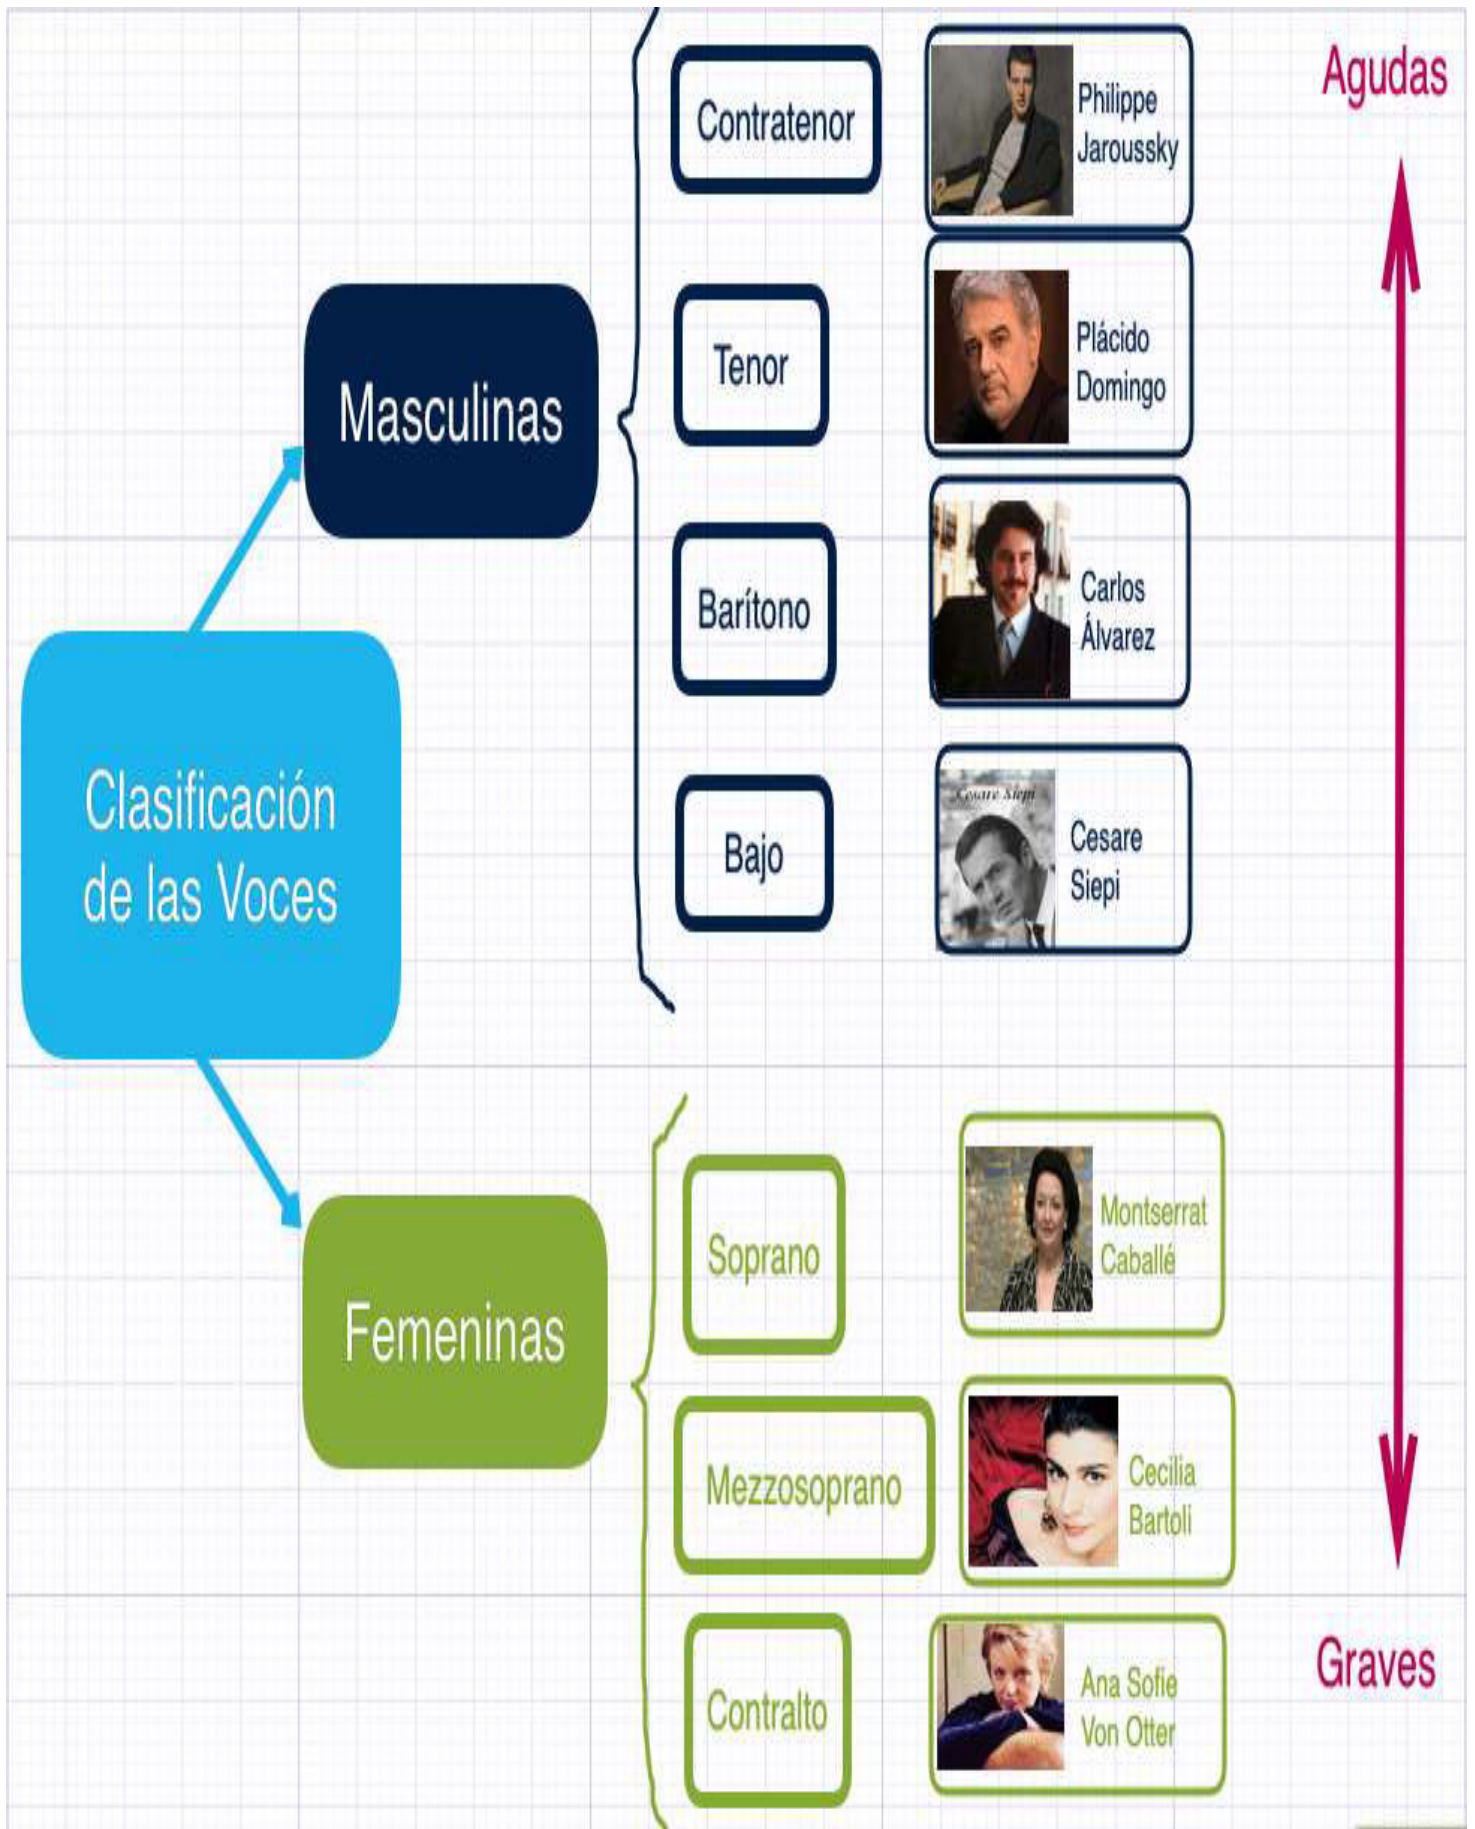 Agudas
Contratenor
Philippe
Jaroussky
Tenor
Plácido
Domingo
Masculinas
Barítono
Carlos
Álvarez
Clasificación
de las Voces
Bajo
Cesare Siepi
Cesare
Siepi
Soprano
Montserrat
Caballé
Femeninas
Mezzosoprano
Cecilia
Bartoli
Contralto
Ana Sofie
Von Otter
Graves